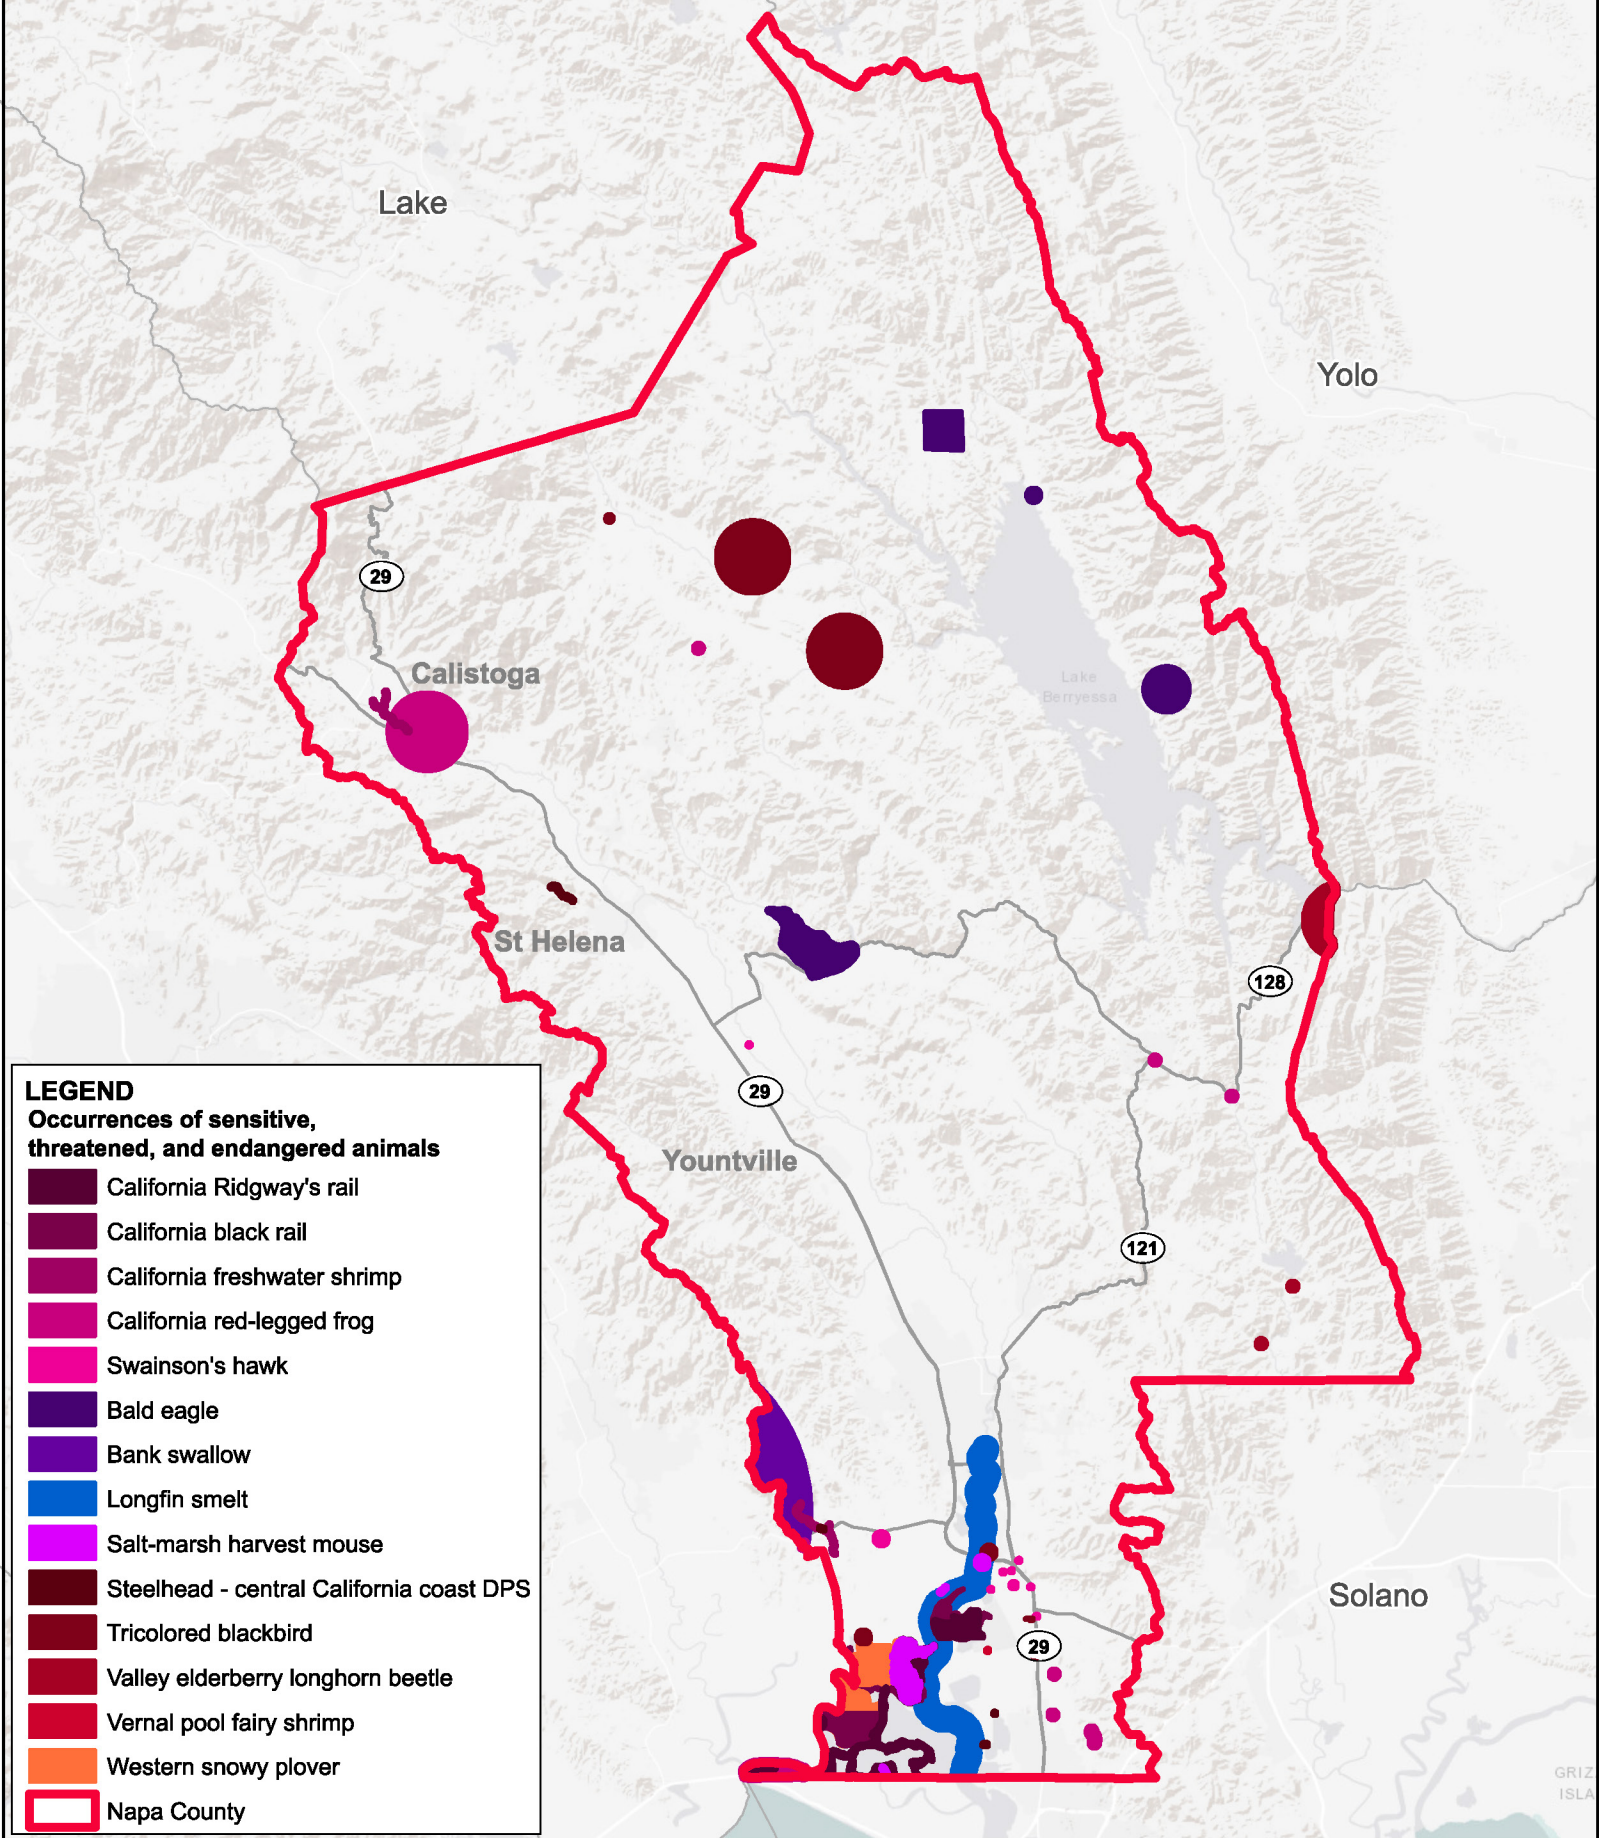 Lake
Yolo
29
Calistoga
Lake
Berryessa
St Helena
128
29
Yountville
121
Solano
29
GRIZ
ISLA
LEGEND
Occurrences of sensitive,
threatened, and endangered animals
California Ridgway's rail
California black rail
California freshwater shrimp
California red-legged frog
Swainson's hawk
Bald eagle
Bank swallow
Longfin smelt
Salt-marsh harvest mouse
Steelhead - central California coast DPS
Tricolored blackbird
Valley elderberry longhorn beetle
Vernal pool fairy shrimp
Western snowy plover
Napa County